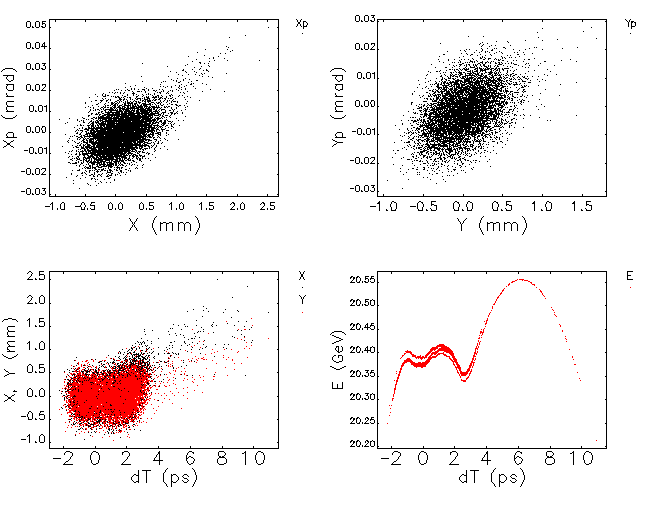 Xp
0.05
0.04
0.03
0.02
0.01
0.00
-0.01
-0.02
-0.03
Xp (mrad)
-1.0 -0.5 0.0 0.5 1.0 1.5 2.0 2.5
X (mm)
Yp
0.03
0.02
0.01
0.00
-0.01
-0.02
-0.03
Yp (mrad)
-1.0 -0.5 0.0 0.5 1.0 1.5
Y (mm)
X
Y
2.5
2.0
1.5
1.0
0.5
0.0
-0.5
-1.0
X, Y (mm)
-2 0 2 4 6 8 10
dT (ps)
E
20.55
20.50
20.45
20.40
20.35
20.30
20.25
20.20
E (GeV)
-2 0 2 4 6 8 10
dT (ps)